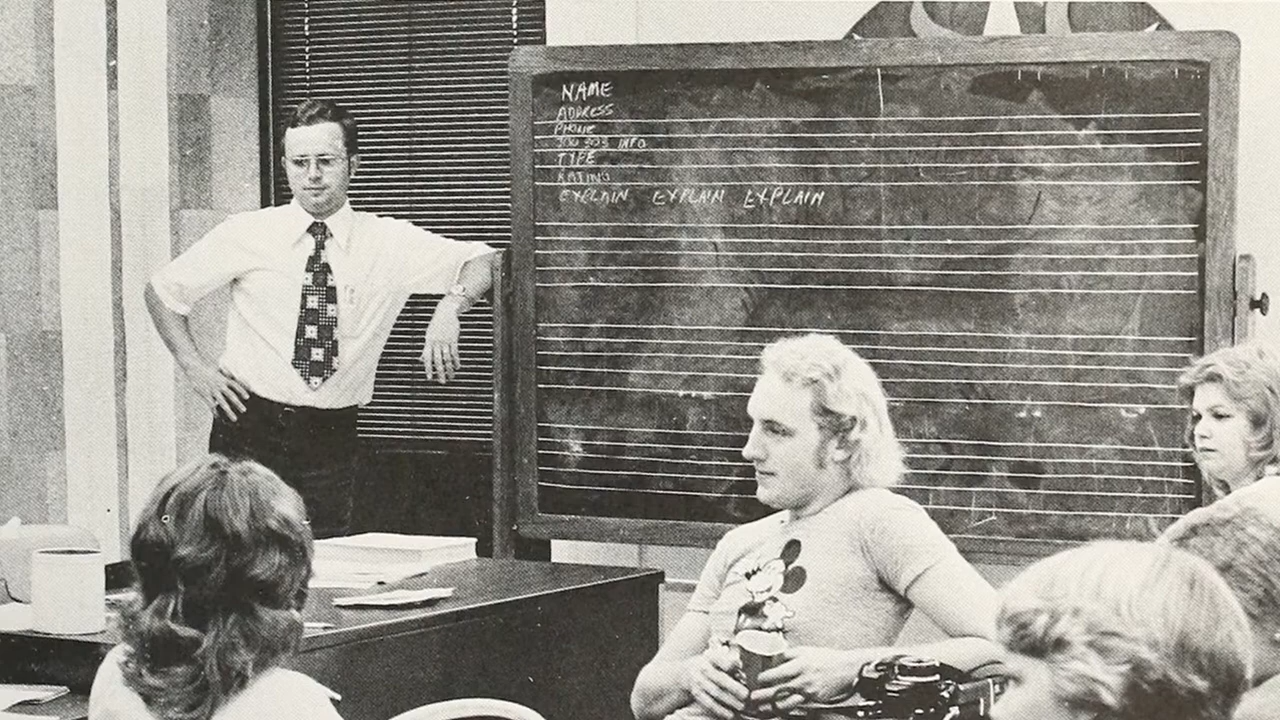 NAME
ADDRESS
PHONE
INFO
TYPE
RATING
EXPLAIN EXPLAIN EXPLAIN